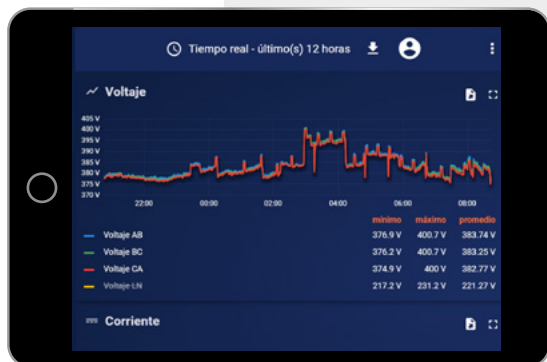 Tiempo real - último(s) 12 horas
Voltaje
405 V
400 V
395 V
390 V
385 V
380 V
375 V
370 V
22:00 00:00 02:00 04:00 06:00 08:00
mínimo máximo promedio
Voltaje AB 376.9 V 400.7 V 383.74 V
Voltaje BC 376.2 V 400.7 V 383.25 V
Voltaje CA 374.9 V 400 V 382.77 V
Voltaje LN 217.2 V 231.2 V 221.27 V
Corriente